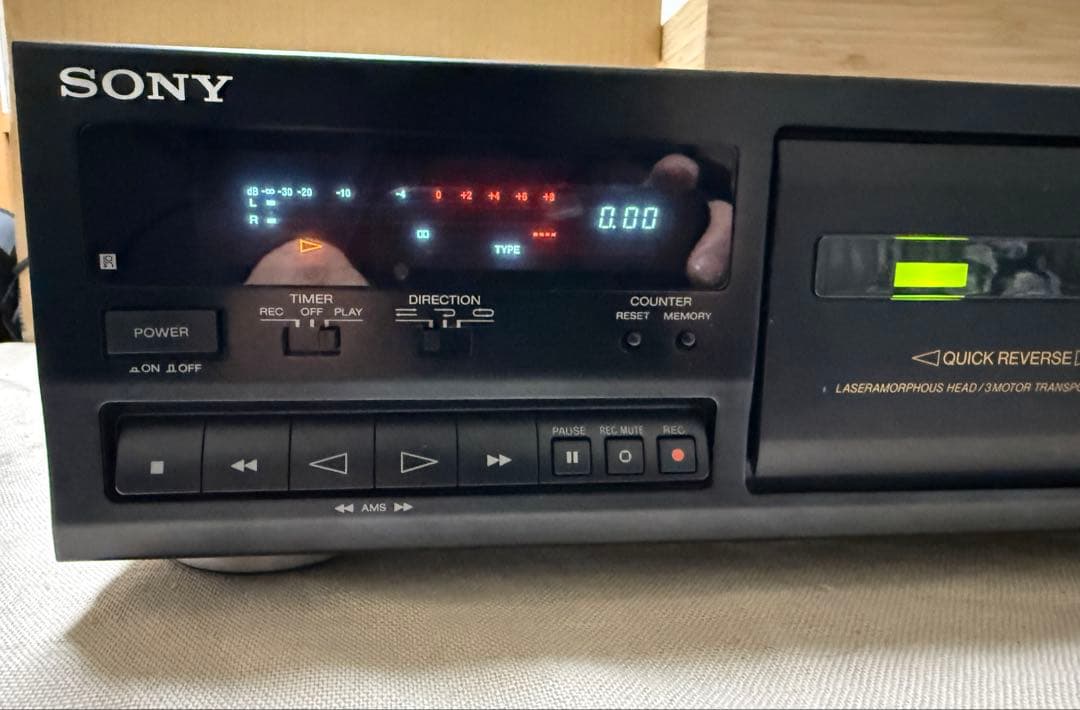 SONY
dB -∞ -30 -20 -10 -4 0 +2 +4 +6 +8
L
R
0.00
TYPE
TIMER
REC OFF PLAY
DIRECTION
COUNTER
RESET MEMORY
POWER
ON OFF
QUICK REVERSE
LASERAMORPHOUS HEAD / 3 MOTOR TRANSPO
PAUSE REC MUTE REC
AMS